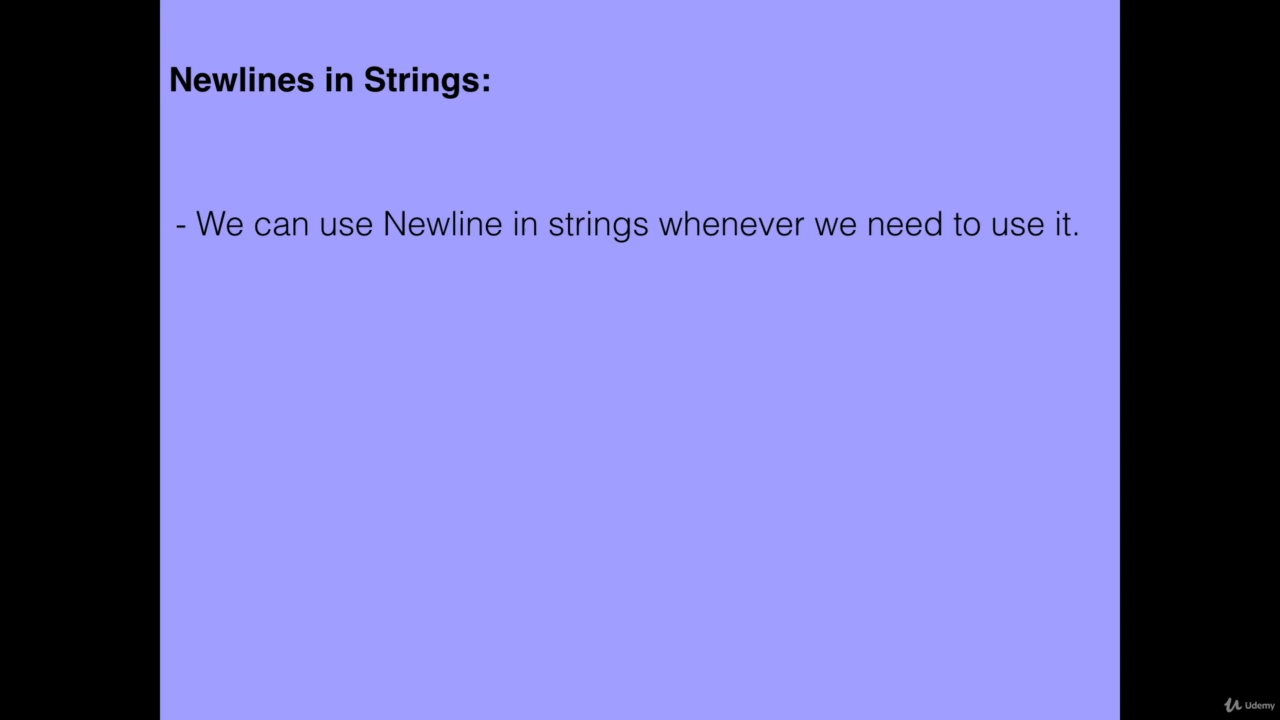 Newlines in Strings:
- We can use Newline in strings whenever we need to use it.
Udemy